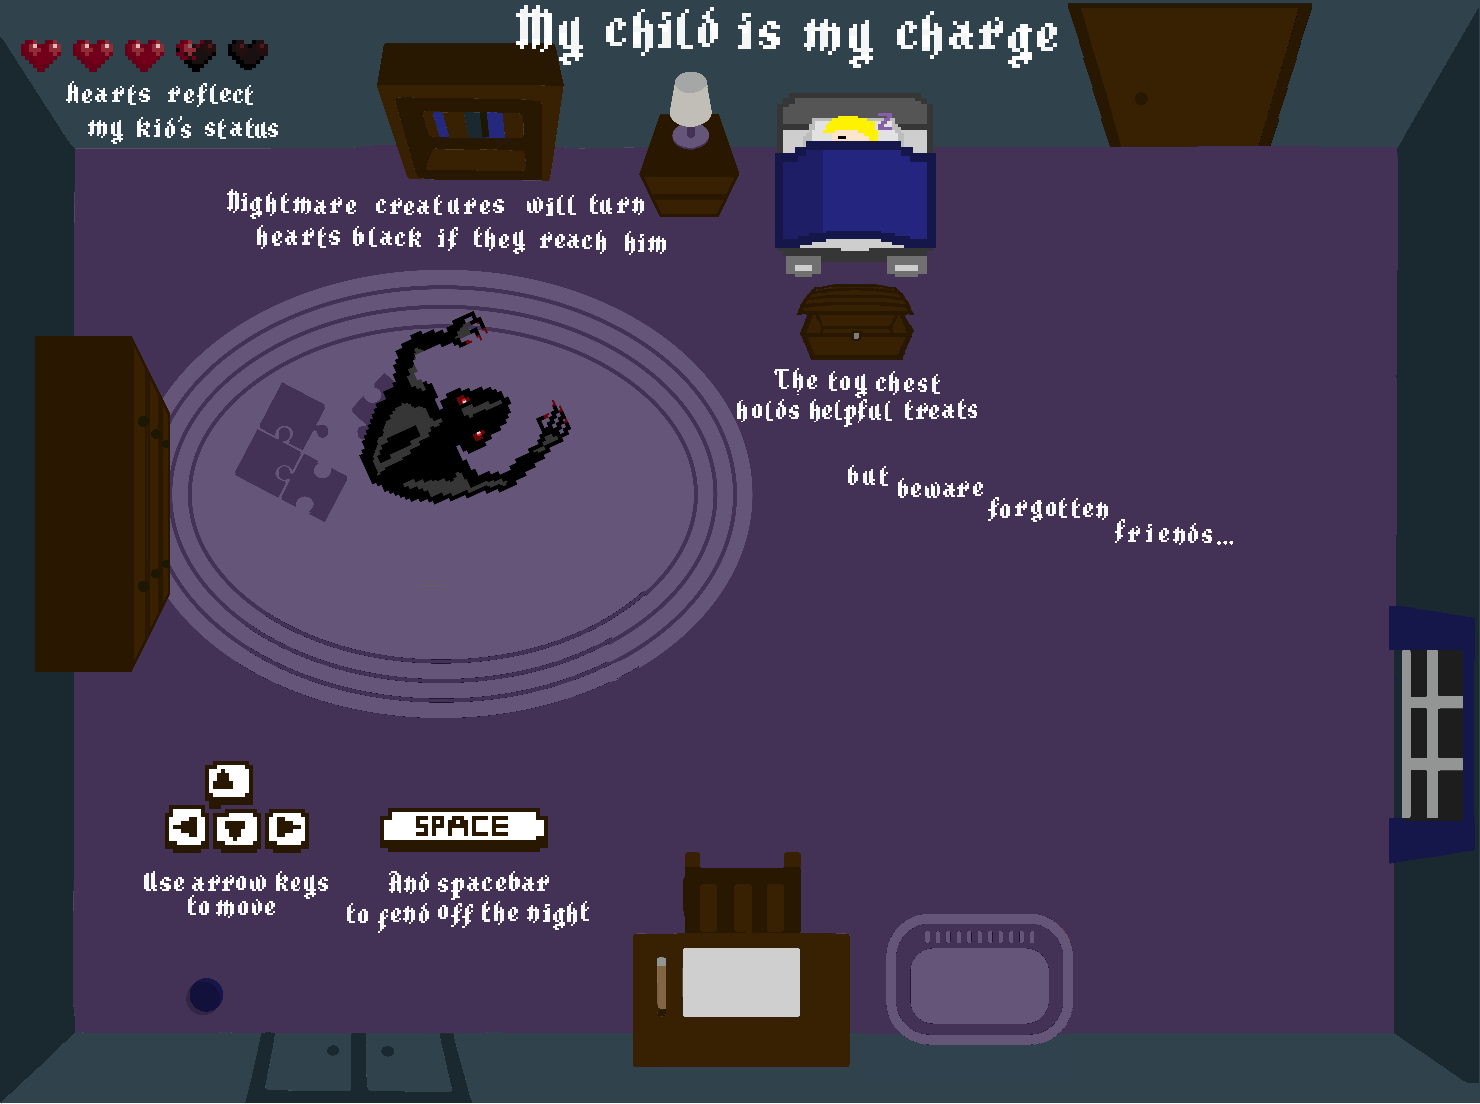 My child is my charge
Hearts reflect
my kid's status
Z
Nightmare creatures will turn
hearts black if they reach him
The toy chest
holds helpful treats
but beware forgotten friends...
SPACE
Use arrow keys
to move
And spacebar
to fend off the night